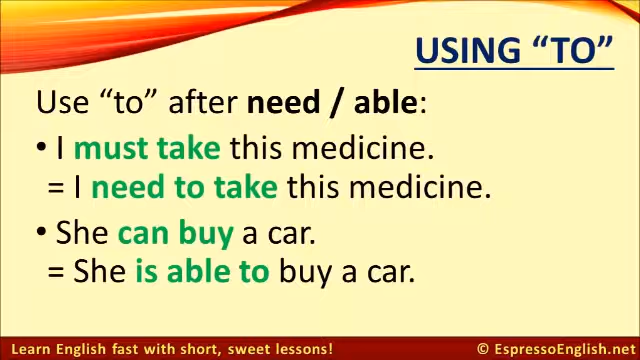 USING “TO”
Use “to” after need / able:
• I must take this medicine.
= I need to take this medicine.
• She can buy a car.
= She is able to buy a car.
Learn English fast with short, sweet lessons!
© EspressoEnglish.net